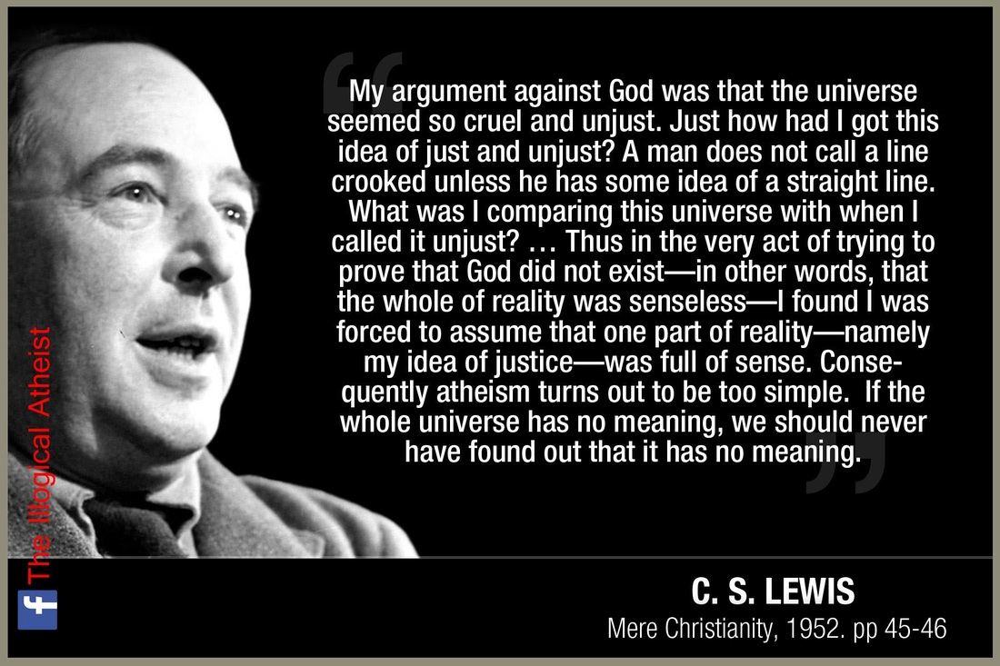 My argument against God was that the universe
seemed so cruel and unjust. Just how had I got this
idea of just and unjust? A man does not call a line
crooked unless he has some idea of a straight line.
What was I comparing this universe with when I
called it unjust? … Thus in the very act of trying to
prove that God did not exist—in other words, that
the whole of reality was senseless—I found I was
forced to assume that one part of reality—namely
my idea of justice—was full of sense. Conse-
quently atheism turns out to be too simple.  If the
whole universe has no meaning, we should never
have found out that it has no meaning.
C. S. LEWIS
Mere Christianity, 1952. pp 45-46
f The Illogical Atheist